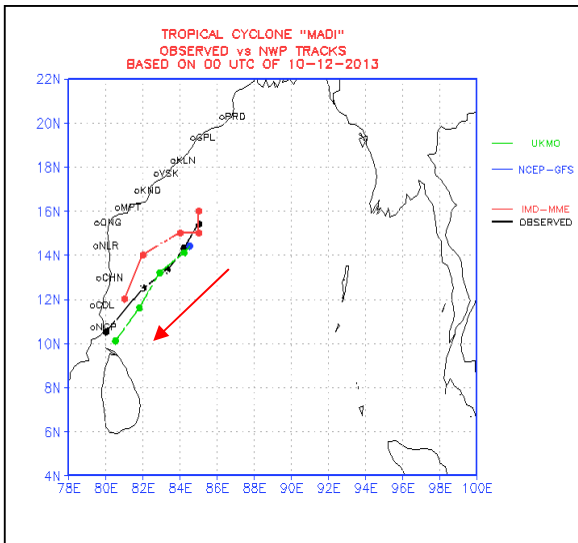 TROPICAL CYCLONE "MADI"
OBSERVED vs NWP TRACKS
BASED ON 00 UTC OF 10-12-2013
22N
20N
18N
16N
14N
12N
10N
8N
6N
4N
78E 80E 82E 84E 86E 88E 90E 92E 94E 96E 98E 100E
PRD
GPL
KLN
VSK
KND
MPT
ONG
NLR
CHN
CDL
NGP
UKMO
NCEP-GFS
IMD-MME
OBSERVED